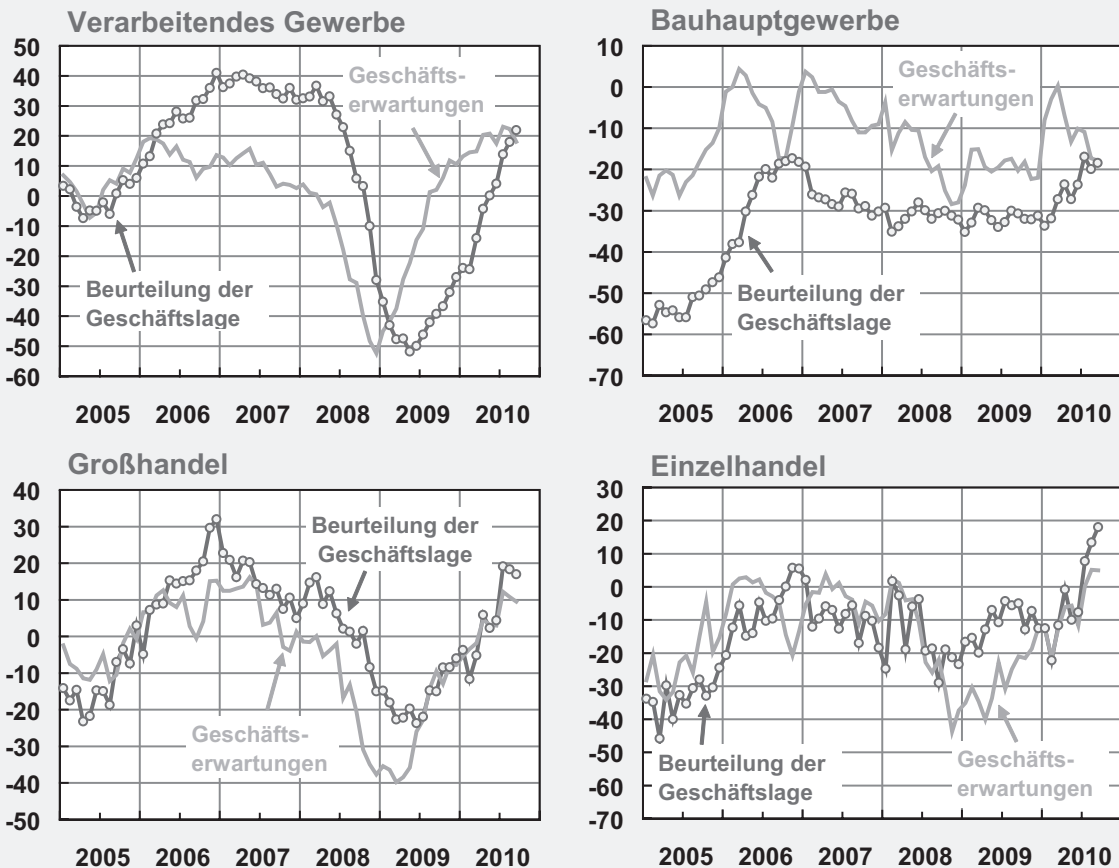 Verarbeitendes Gewerbe
50
40
30
20
10
0
-10
-20
-30
-40
-50
-60
Geschäfts-
erwartungen
Beurteilung der
Geschäftslage
2005 2006 2007 2008 2009 2010
Bauhauptgewerbe
10
0
-10
-20
-30
-40
-50
-60
-70
Geschäfts-
erwartungen
Beurteilung der
Geschäftslage
2005 2006 2007 2008 2009 2010
Großhandel
40
30
20
10
0
-10
-20
-30
-40
-50
Beurteilung der
Geschäftslage
Geschäfts-
erwartungen
2005 2006 2007 2008 2009 2010
Einzelhandel
30
20
10
0
-10
-20
-30
-40
-50
-60
-70
Beurteilung der
Geschäftslage
Geschäfts-
erwartungen
2005 2006 2007 2008 2009 2010